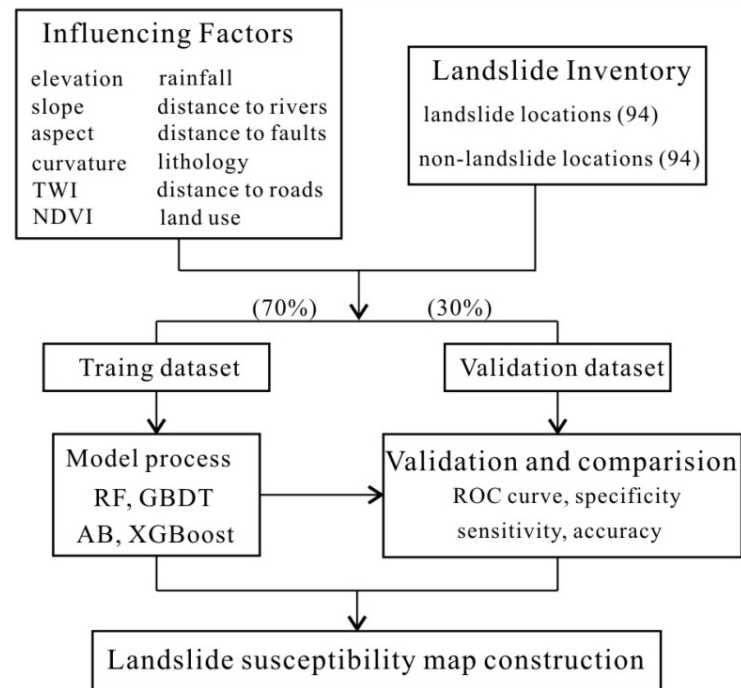 Influencing Factors
elevation rainfall
slope distance to rivers
aspect distance to faults
curvature lithology
TWI distance to roads
NDVI land use
Landslide Inventory
landslide locations (94)
non-landslide locations (94)
(70%) (30%)
Traing dataset
Validation dataset
Model process
RF, GBDT
AB, XGBoost
Validation and comparision
ROC curve, specificity
sensitivity, accuracy
Landslide susceptibility map construction